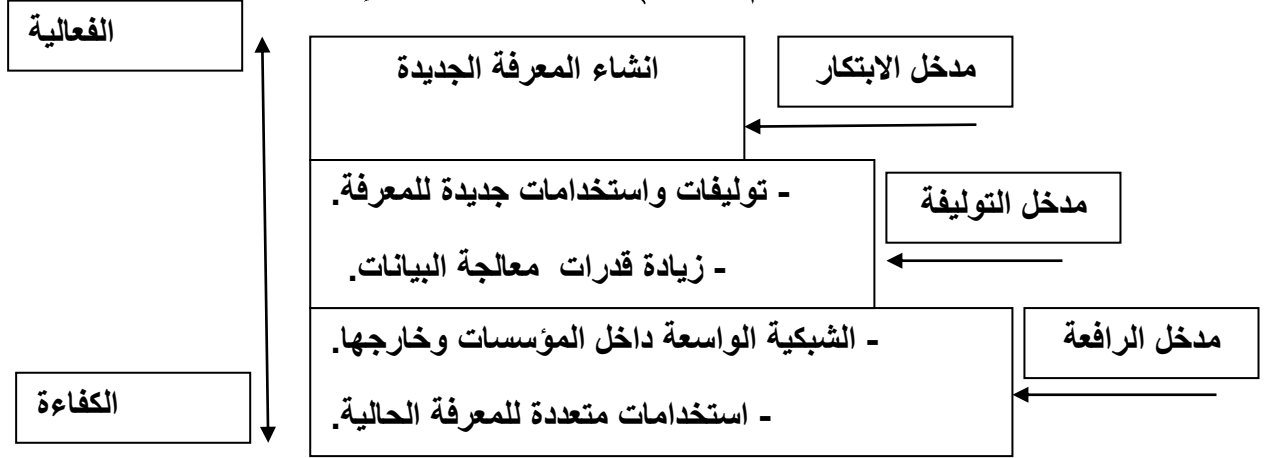 الفعالية
انشاء المعرفة الجديدة
مدخل الابتكار
- توليفات واستخدامات جديدة للمعرفة.
- زيادة قدرات معالجة البيانات.
مدخل التوليفة
- الشبكية الواسعة داخل المؤسسات وخارجها.
- استخدامات متعددة للمعرفة الحالية.
مدخل الرافعة
الكفاءة